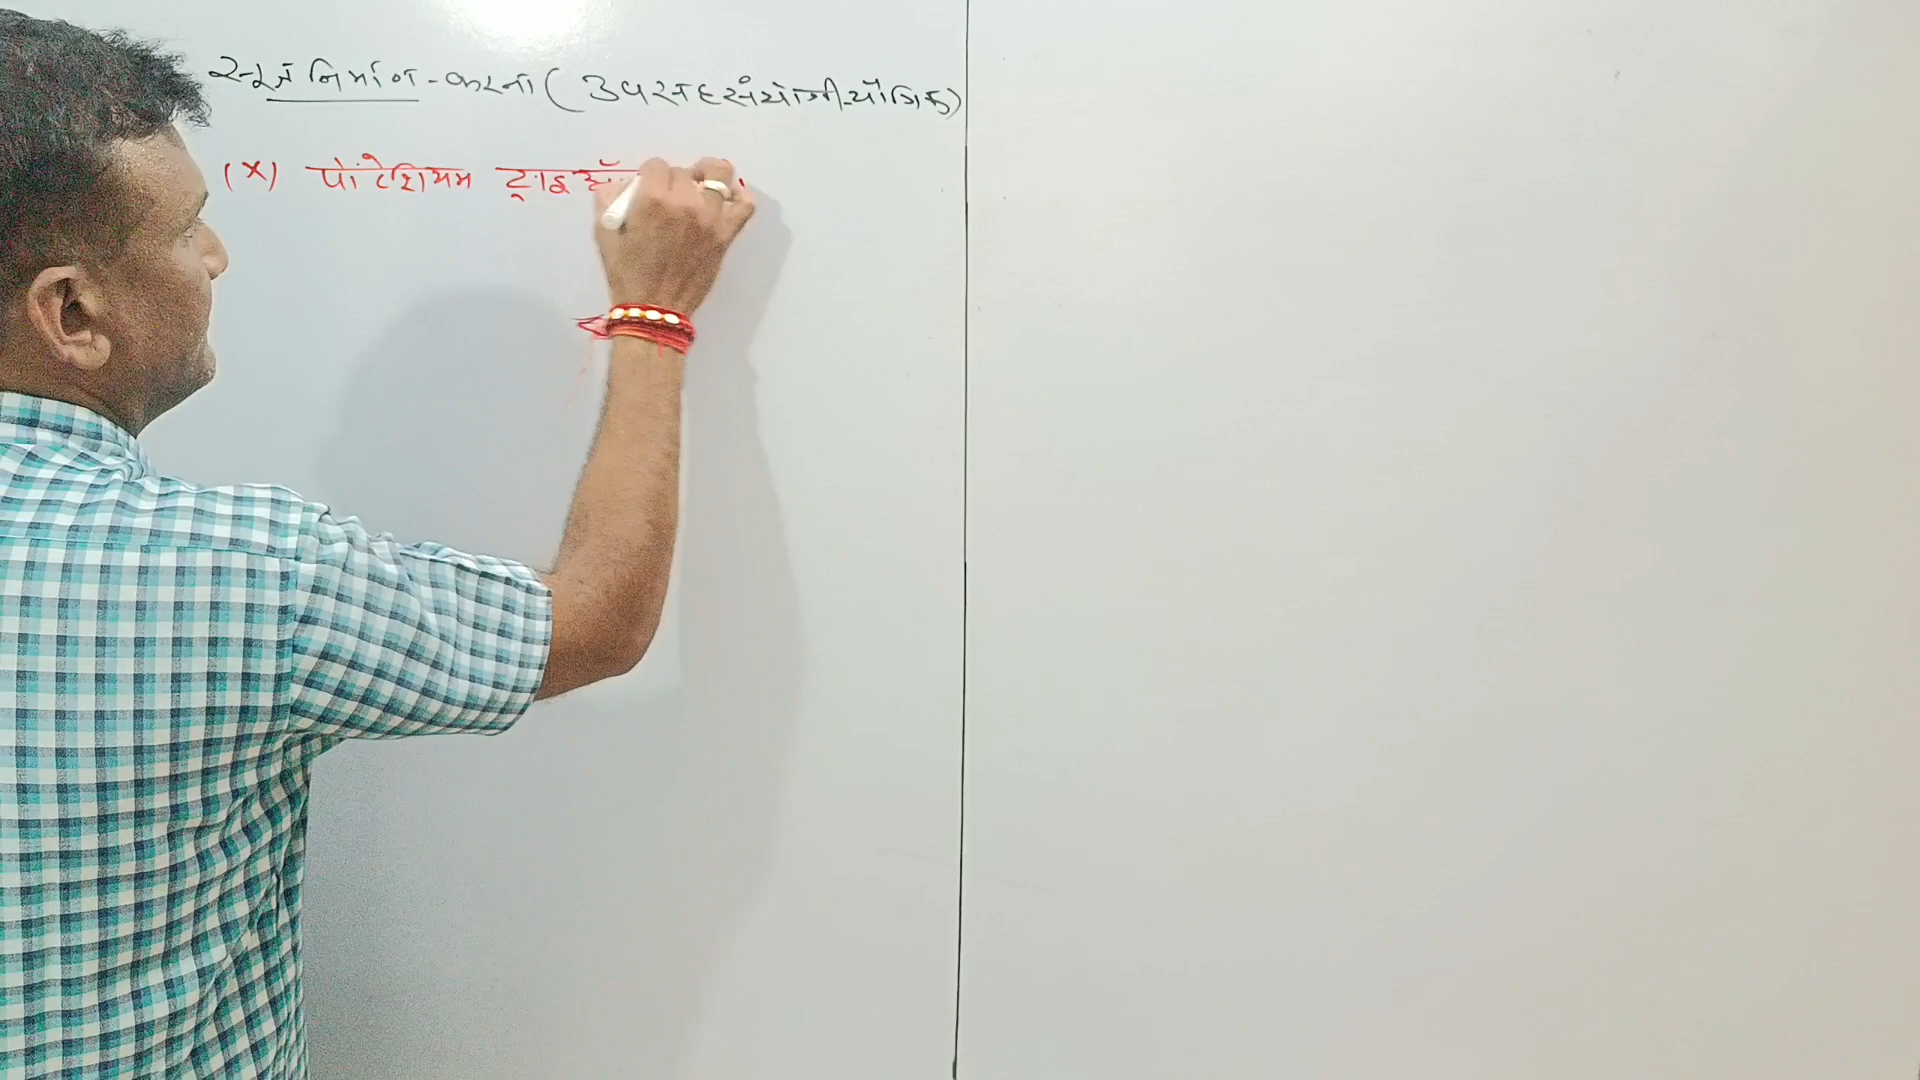 सूत्र निर्माण-करना ( उपसहसंयोजी-यौगिक)
(x) पोटेशियम